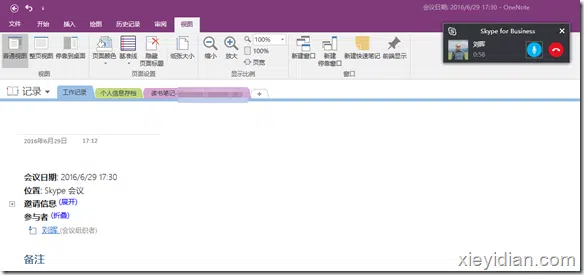 会议日期: 2016/6/29 17:30 - OneNote
文件 开始 插入 绘图 历史记录 审阅 视图
Skype for Business
刘晖
0:56
普通视图 整页视图 停靠到桌面 页面颜色 基准线 隐藏页面标题 纸张大小 缩小 放大 100% 100% 页宽 新建窗口 新建停靠窗口 新建快速笔记 前端显示
视图 页面设置 显示比例 窗口
记录 工作记录 个人信息存档 读书笔记
2016年6月29日 17:12
会议日期: 2016/6/29 17:30
位置: Skype 会议
邀请信息 (展开)
参与者 (折叠)
刘晖 (会议组织者)
备注
xieyidian.com